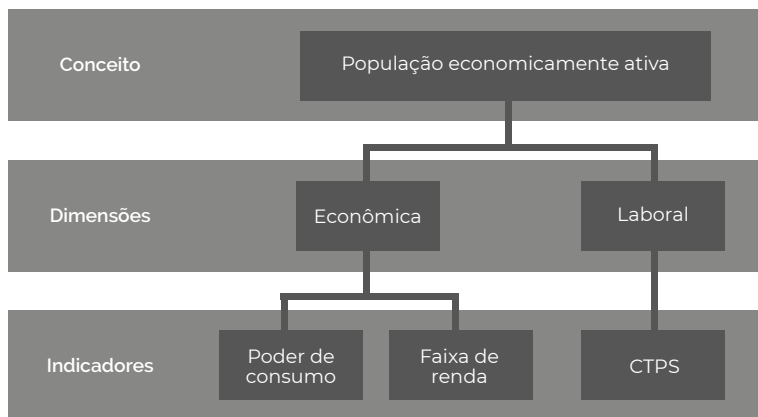 Conceito
População economicamente ativa
Dimensões
Econômica
Laboral
Indicadores
Poder de
consumo
Faixa de
renda
CTPS